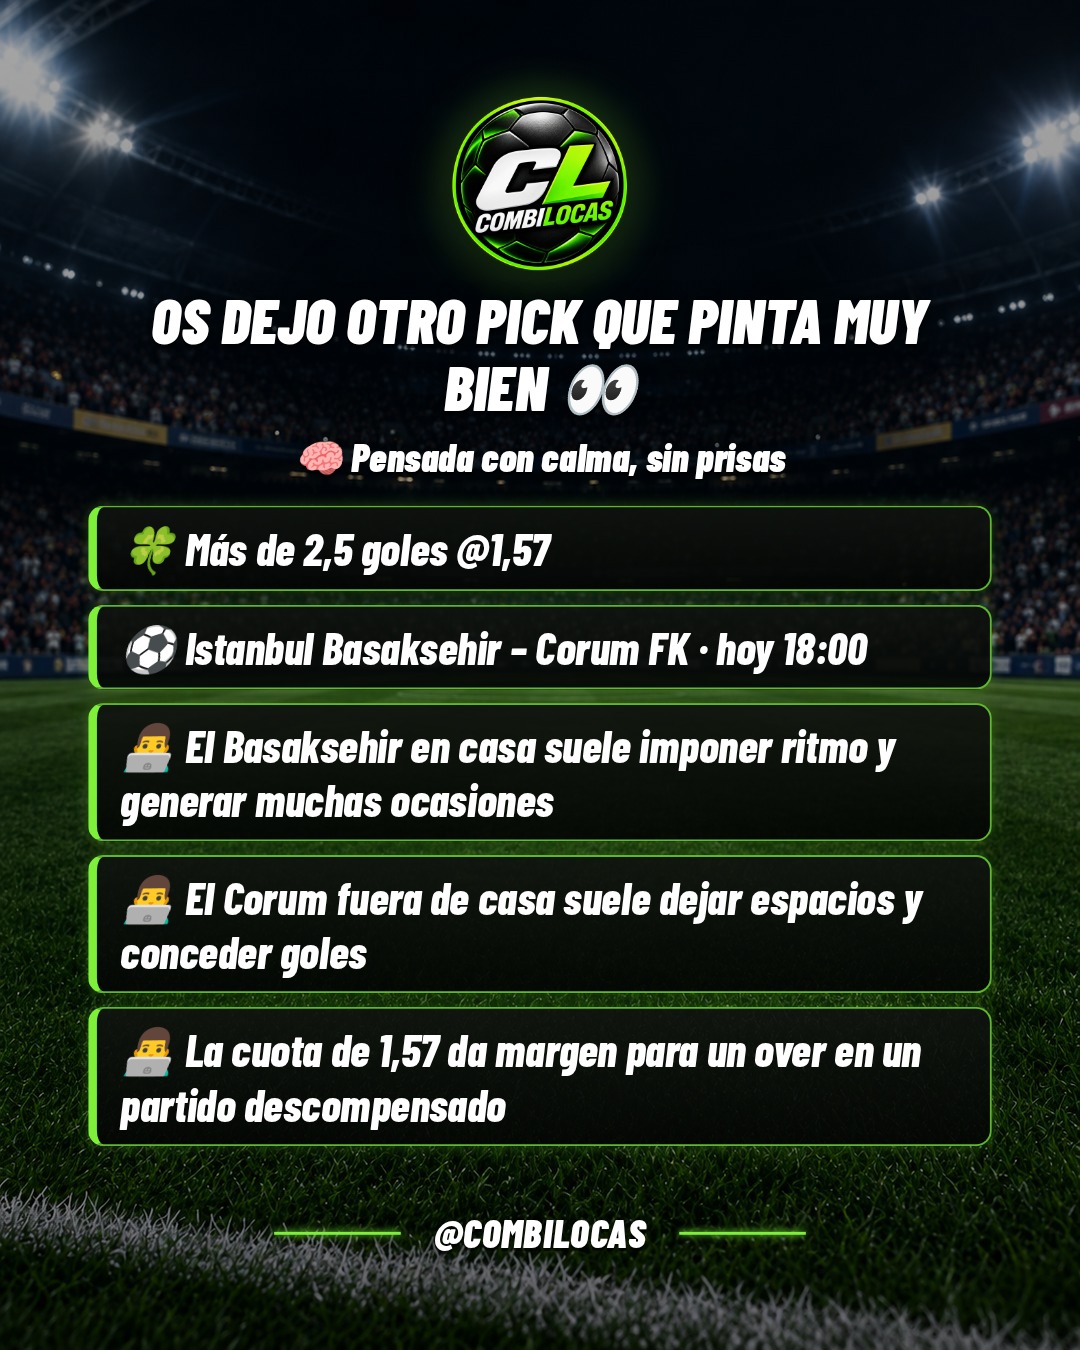 CL
COMBILOCAS
OS DEJO OTRO PICK QUE PINTA MUY
BIEN 👀
🧠 Pensada con calma, sin prisas
🍀 Más de 2,5 goles @1,57
⚽ Istanbul Basaksehir – Corum FK · hoy 18:00
👨‍💻 El Basaksehir en casa suele imponer ritmo y
generar muchas ocasiones
👨‍💻 El Corum fuera de casa suele dejar espacios y
conceder goles
👨‍💻 La cuota de 1,57 da margen para un over en un
partido descompensado
@COMBILOCAS